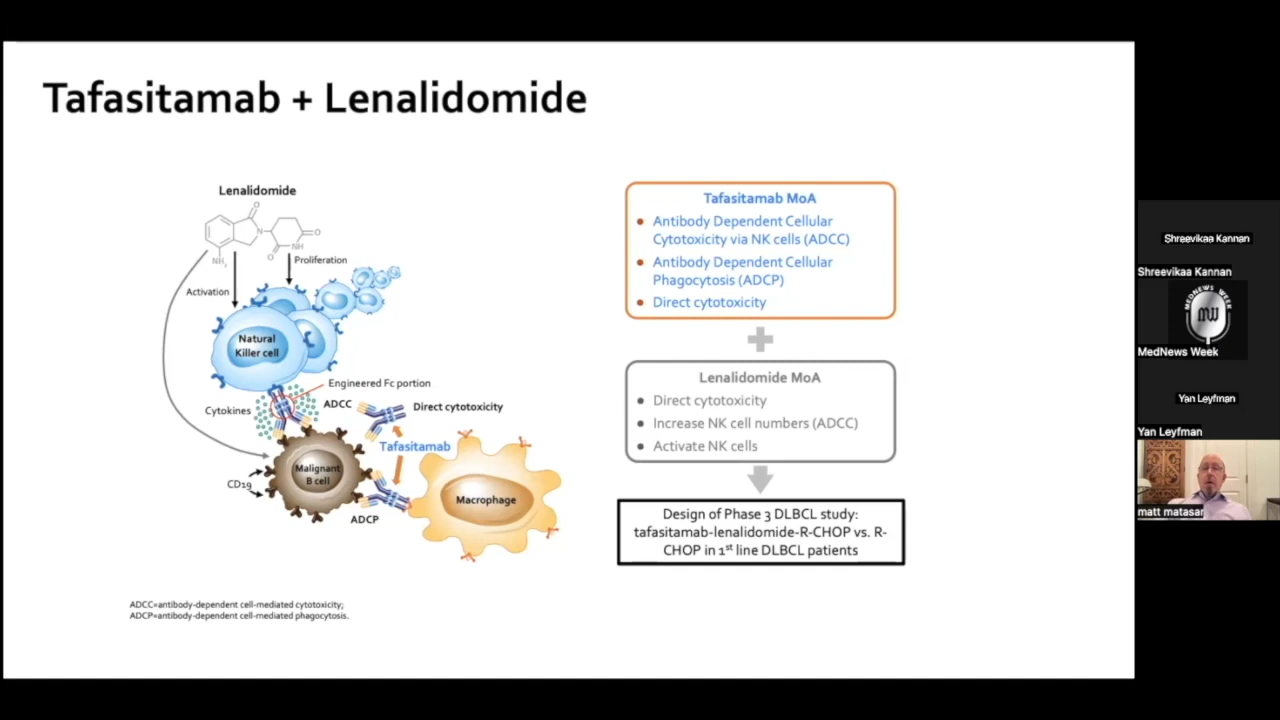 Tafasitamab + Lenalidomide
Lenalidomide
O
N
O
NH
O
NH₂
Proliferation
Activation
Natural
Killer cell
Engineered Fc portion
Cytokines
ADCC
Direct cytotoxicity
Tafasitamab
CD19
Malignant
B cell
Macrophage
ADCP
ADCC=antibody-dependent cell-mediated cytotoxicity;
ADCP=antibody-dependent cell-mediated phagocytosis.
Tafasitamab MoA
• Antibody Dependent Cellular
Cytotoxicity via NK cells (ADCC)
• Antibody Dependent Cellular
Phagocytosis (ADCP)
• Direct cytotoxicity
Lenalidomide MoA
• Direct cytotoxicity
• Increase NK cell numbers (ADCC)
• Activate NK cells
Design of Phase 3 DLBCL study:
tafasitamab-lenalidomide-R-CHOP vs. R-
CHOP in 1st line DLBCL patients
Shreevikaa Kannan
Shreevikaa Kannan
MEDNEWS WEEK
MW
MedNews Week
Yan Leyfman
Yan Leyfman
matt matasar